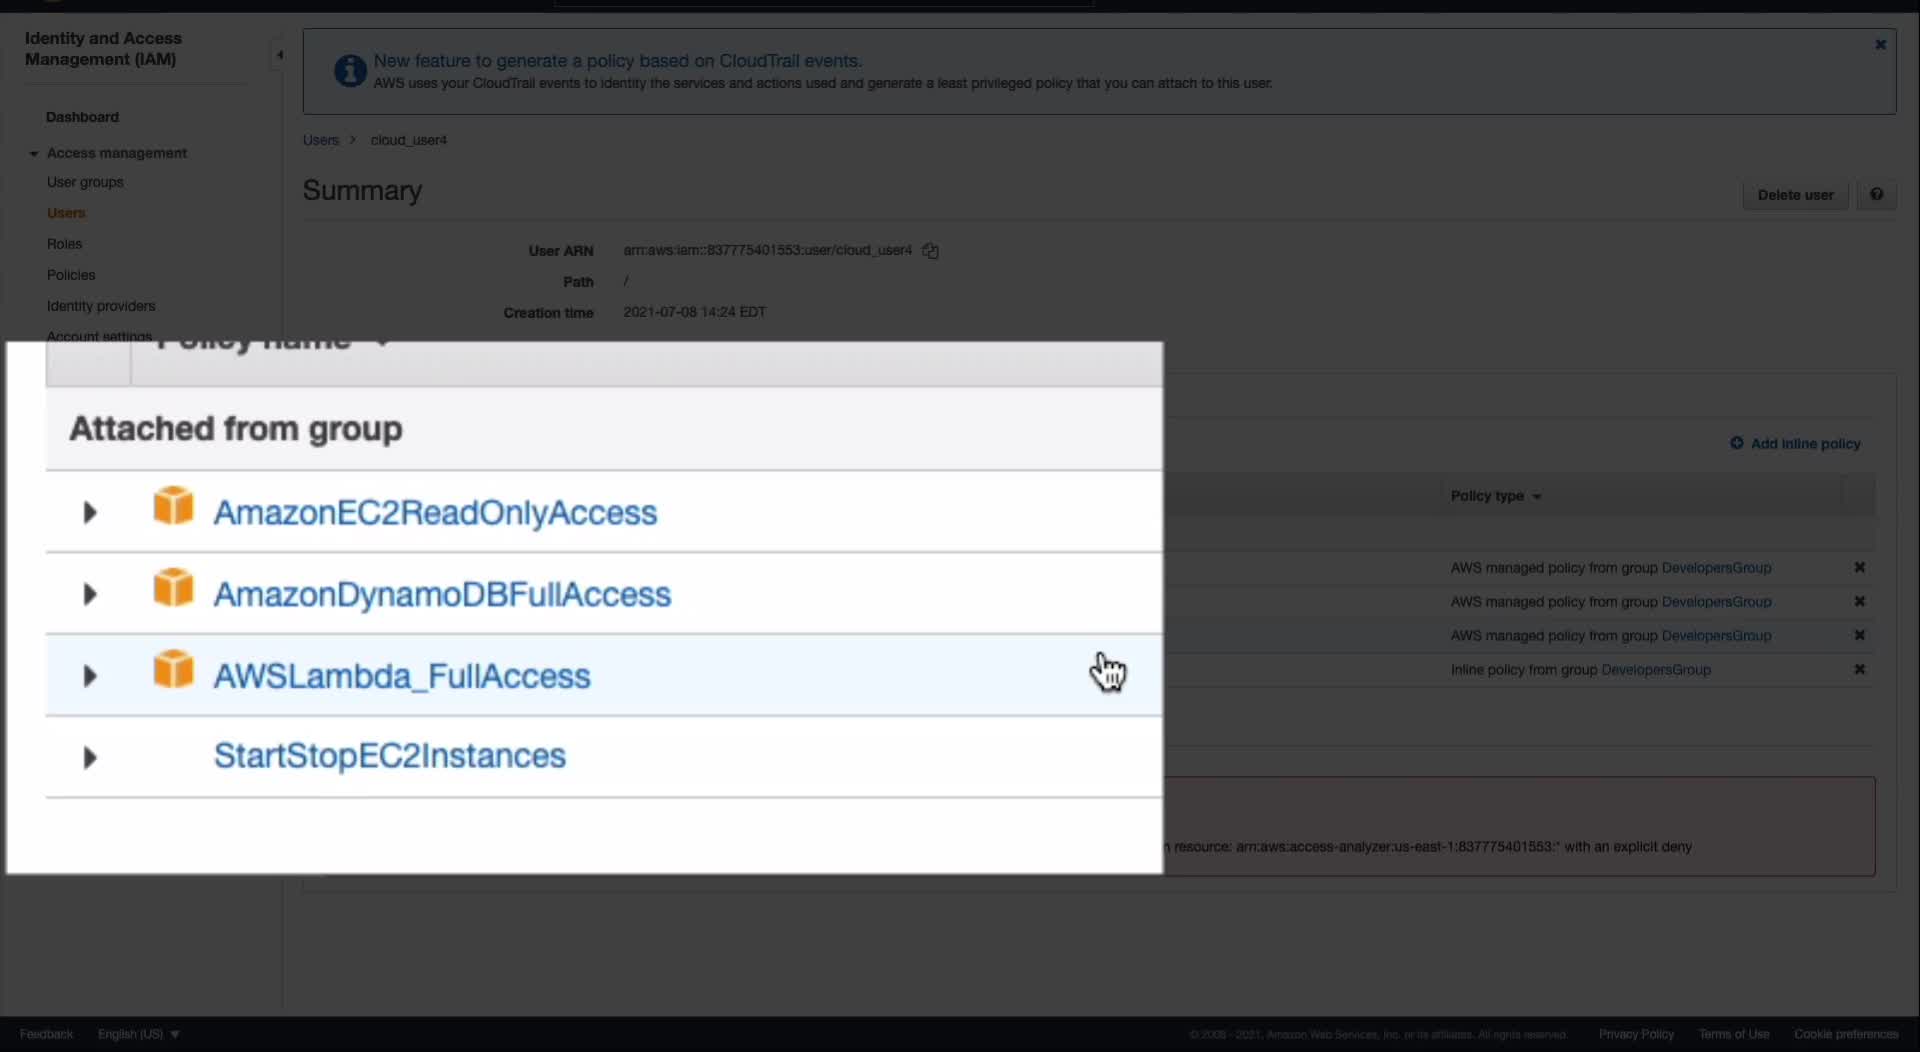 Identity and Access
Management (IAM)
New feature to generate a policy based on CloudTrail events.
AWS uses your CloudTrail events to identity the services and actions used and generate a least privileged policy that you can attach to this user.
Dashboard
Users > cloud_user4
Access management
User groups
Summary
Delete user
Users
Roles
User ARN arn:aws:iam::837775401553:user/cloud_user4
Policies
Path /
Identity providers
Creation time 2021-07-08 14:24 EDT
Account settings
Policy name
Attached from group
Add inline policy
Policy type
AmazonEC2ReadOnlyAccess
AWS managed policy from group DevelopersGroup
AmazonDynamoDBFullAccess
AWS managed policy from group DevelopersGroup
AWSLambda_FullAccess
AWS managed policy from group DevelopersGroup
StartStopEC2Instances
Inline policy from group DevelopersGroup
resource: arn:aws:access-analyzer:us-east-1:837775401553:* with an explicit deny
Feedback English (US)
© 2008 - 2021, Amazon Web Services, Inc. or its affiliates. All rights reserved. Privacy Policy Terms of Use Cookie preferences